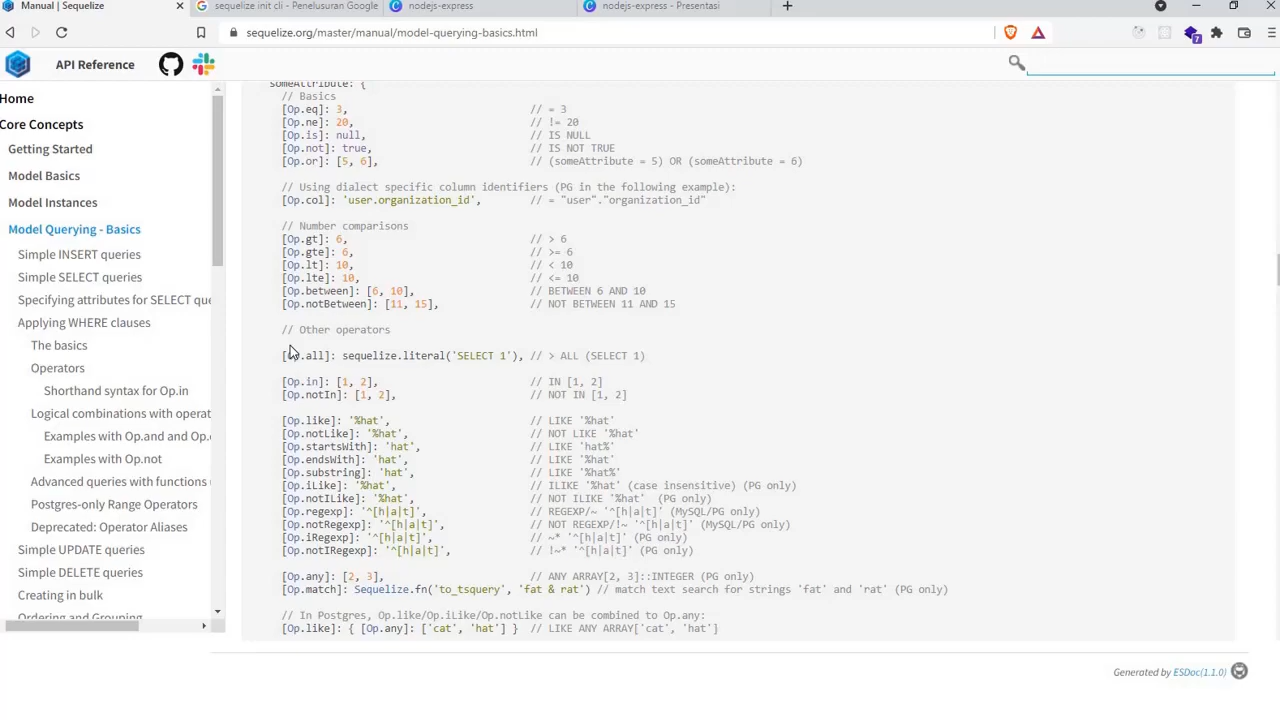 Manual | Sequelize
sequelize init cli - Penelusuran Google
nodejs-express
nodejs-express - Presentasi
sequelize.org/master/manual/model-querying-basics.html
7
API Reference
Home
Core Concepts
Getting Started
Model Basics
Model Instances
Model Querying - Basics
Simple INSERT queries
Simple SELECT queries
Specifying attributes for SELECT que
Applying WHERE clauses
The basics
Operators
Shorthand syntax for Op.in
Logical combinations with operat
Examples with Op.and and Op.
Examples with Op.not
Advanced queries with functions
Postgres-only Range Operators
Deprecated: Operator Aliases
Simple UPDATE queries
Simple DELETE queries
Creating in bulk
Ordering and Grouping
someAttribute: {
// Basics
[Op.eq]: 3, // = 3
[Op.ne]: 20, // != 20
[Op.is]: null, // IS NULL
[Op.not]: true, // IS NOT TRUE
[Op.or]: [5, 6], // (someAttribute = 5) OR (someAttribute = 6)
// Using dialect specific column identifiers (PG in the following example):
[Op.col]: 'user.organization_id', // = "user"."organization_id"
// Number comparisons
[Op.gt]: 6, // > 6
[Op.gte]: 6, // >= 6
[Op.lt]: 10, // < 10
[Op.lte]: 10, // <= 10
[Op.between]: [6, 10], // BETWEEN 6 AND 10
[Op.notBetween]: [11, 15], // NOT BETWEEN 11 AND 15
// Other operators
[Op.all]: sequelize.literal('SELECT 1'), // > ALL (SELECT 1)
[Op.in]: [1, 2], // IN [1, 2]
[Op.notIn]: [1, 2], // NOT IN [1, 2]
[Op.like]: '%hat', // LIKE '%hat'
[Op.notLike]: '%hat', // NOT LIKE '%hat'
[Op.startsWith]: 'hat', // LIKE 'hat%'
[Op.endsWith]: 'hat', // LIKE '%hat'
[Op.substring]: 'hat', // LIKE '%hat%'
[Op.iLike]: '%hat', // ILIKE '%hat' (case insensitive) (PG only)
[Op.notILike]: '%hat', // NOT ILIKE '%hat' (PG only)
[Op.regexp]: '^[h|a|t]', // REGEXP/~ '^[h|a|t]' (MySQL/PG only)
[Op.notRegexp]: '^[h|a|t]', // NOT REGEXP/!~ '^[h|a|t]' (MySQL/PG only)
[Op.iRegexp]: '^[h|a|t]', // ~* '^[h|a|t]' (PG only)
[Op.notIRegexp]: '^[h|a|t]', // !~* '^[h|a|t]' (PG only)
[Op.any]: [2, 3], // ANY ARRAY[2, 3]::INTEGER (PG only)
[Op.match]: Sequelize.fn('to_tsquery', 'fat & rat') // match text search for strings 'fat' and 'rat' (PG only)
// In Postgres, Op.like/Op.iLike/Op.notLike can be combined to Op.any:
[Op.like]: { [Op.any]: ['cat', 'hat'] } // LIKE ANY ARRAY['cat', 'hat']
Generated by ESDoc(1.1.0)